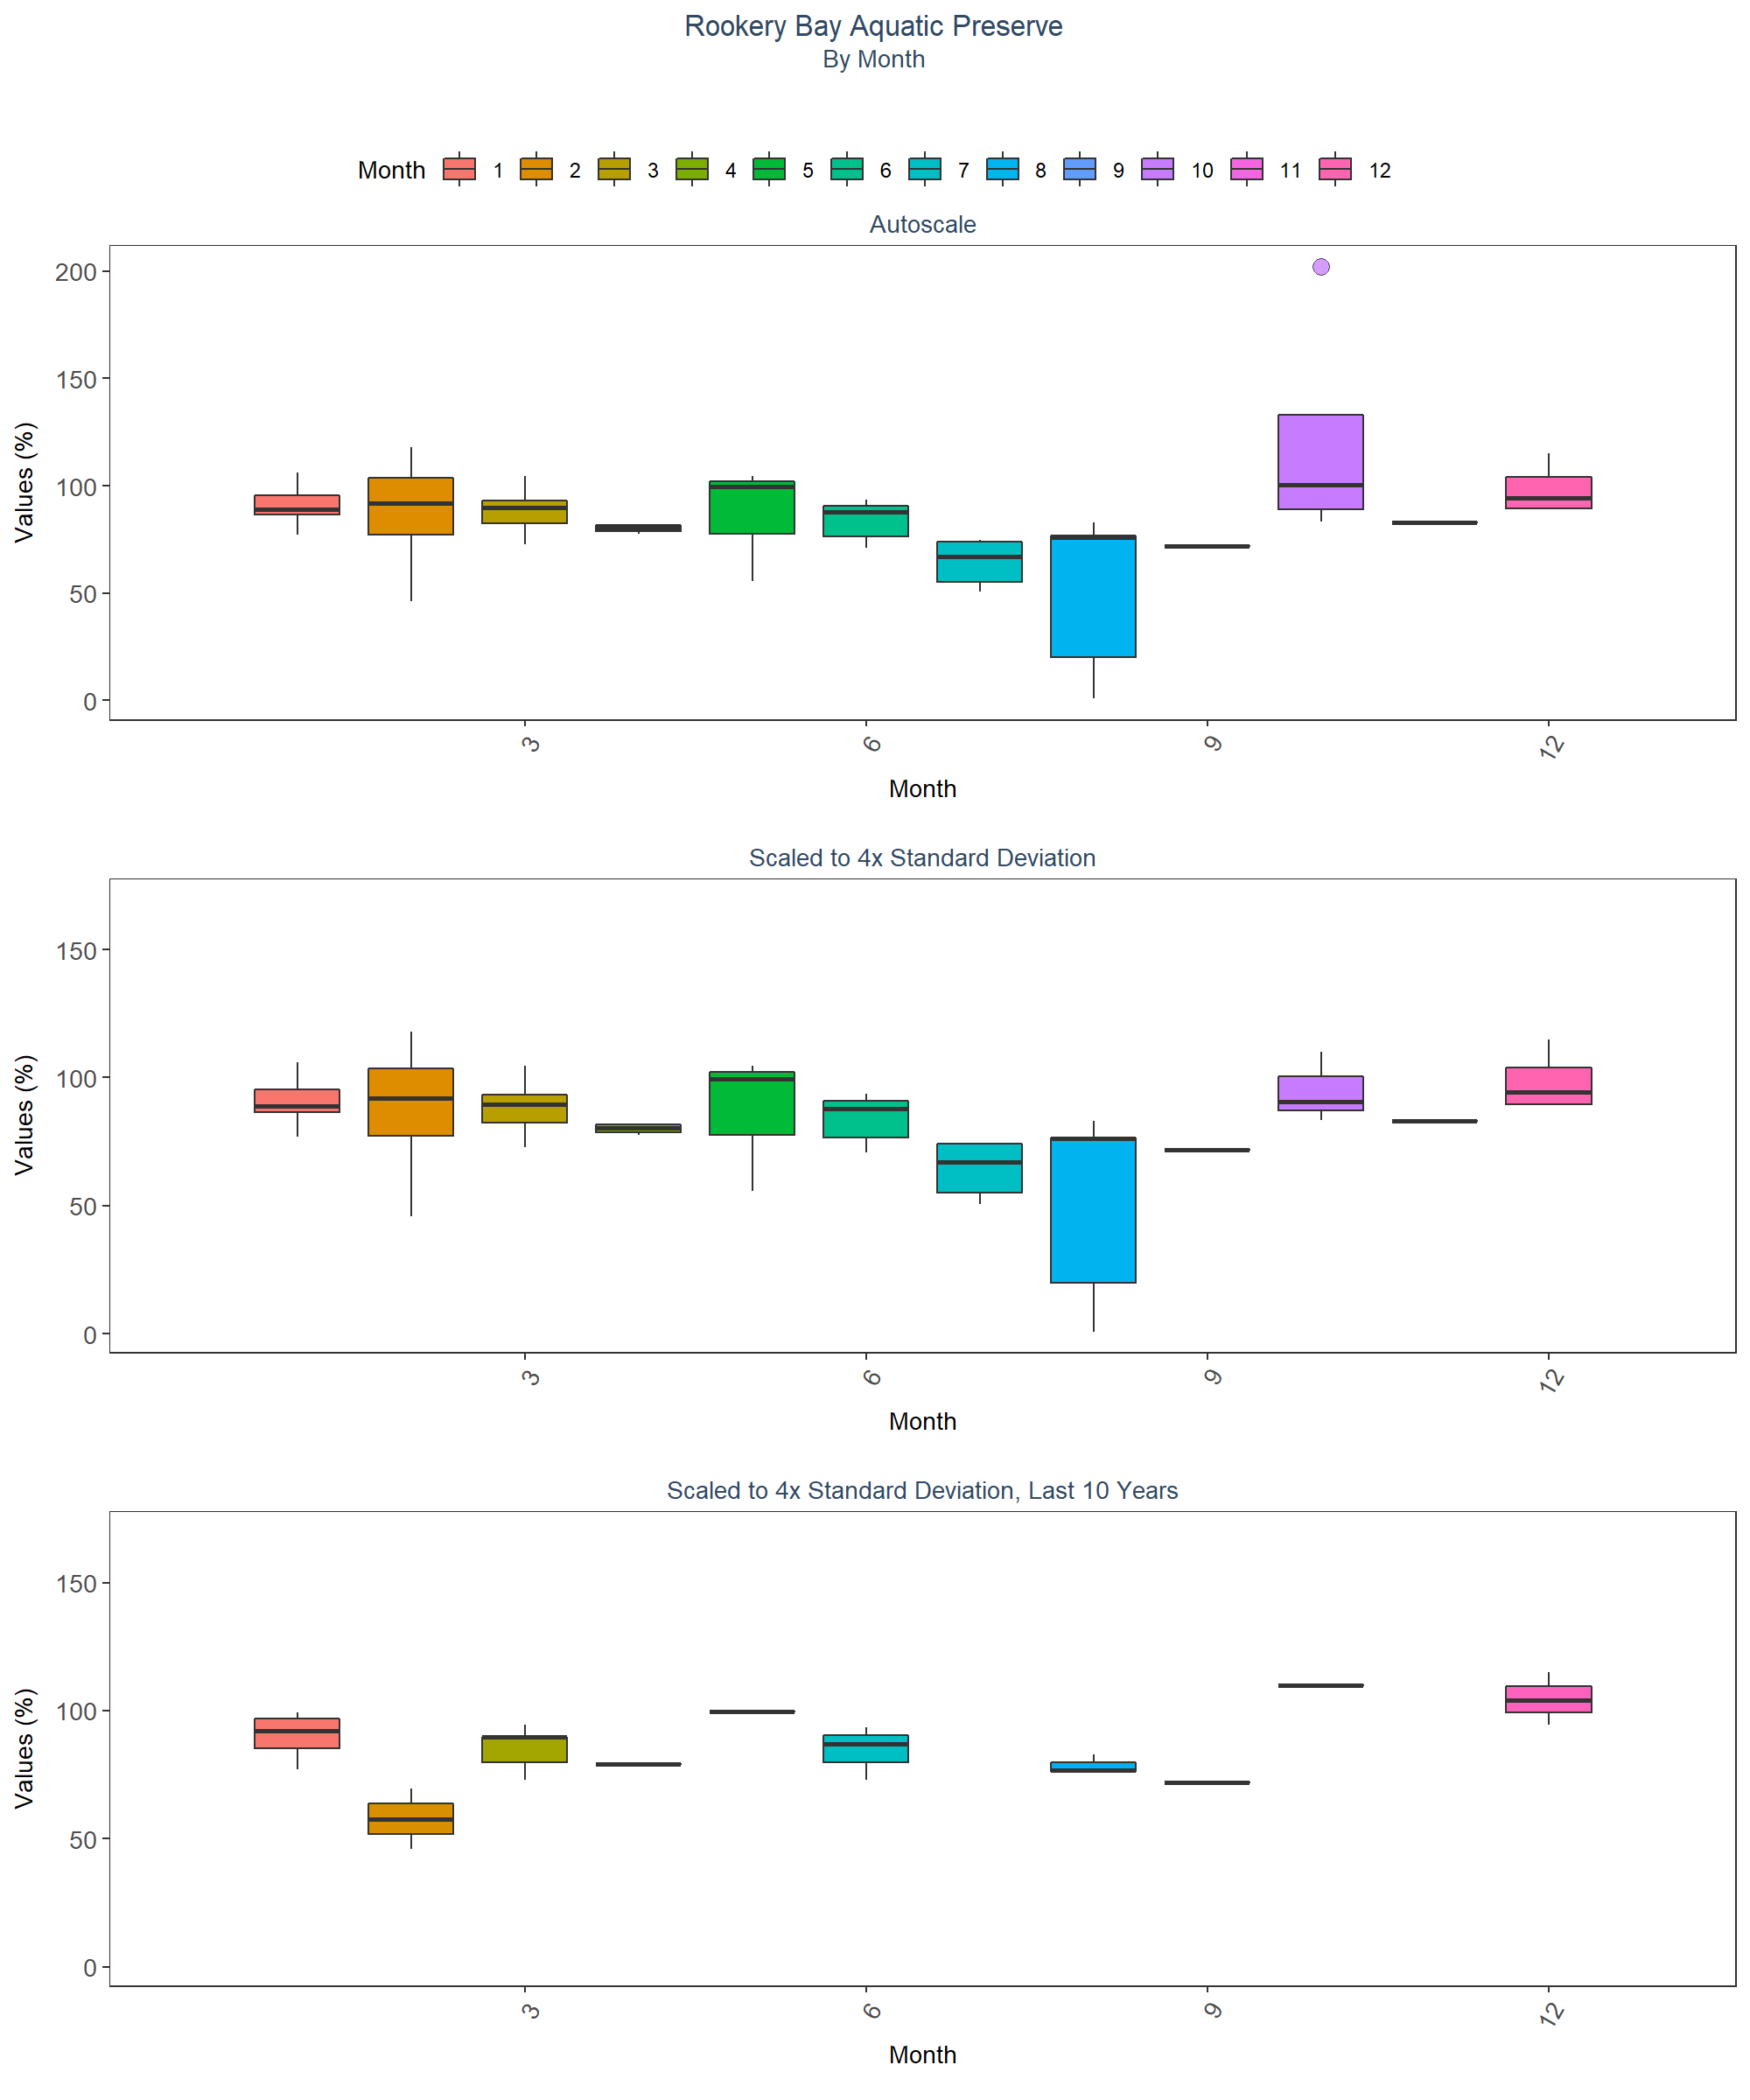 Rookery Bay Aquatic Preserve
By Month
Month 1 2 3 4 5 6 7 8 9 10 11 12
Autoscale
Values (%)
200
150
100
50
0
3 6 9 12
Month
Scaled to 4x Standard Deviation
Values (%)
150
100
50
0
3 6 9 12
Month
Scaled to 4x Standard Deviation, Last 10 Years
Values (%)
150
100
50
0
3 6 9 12
Month